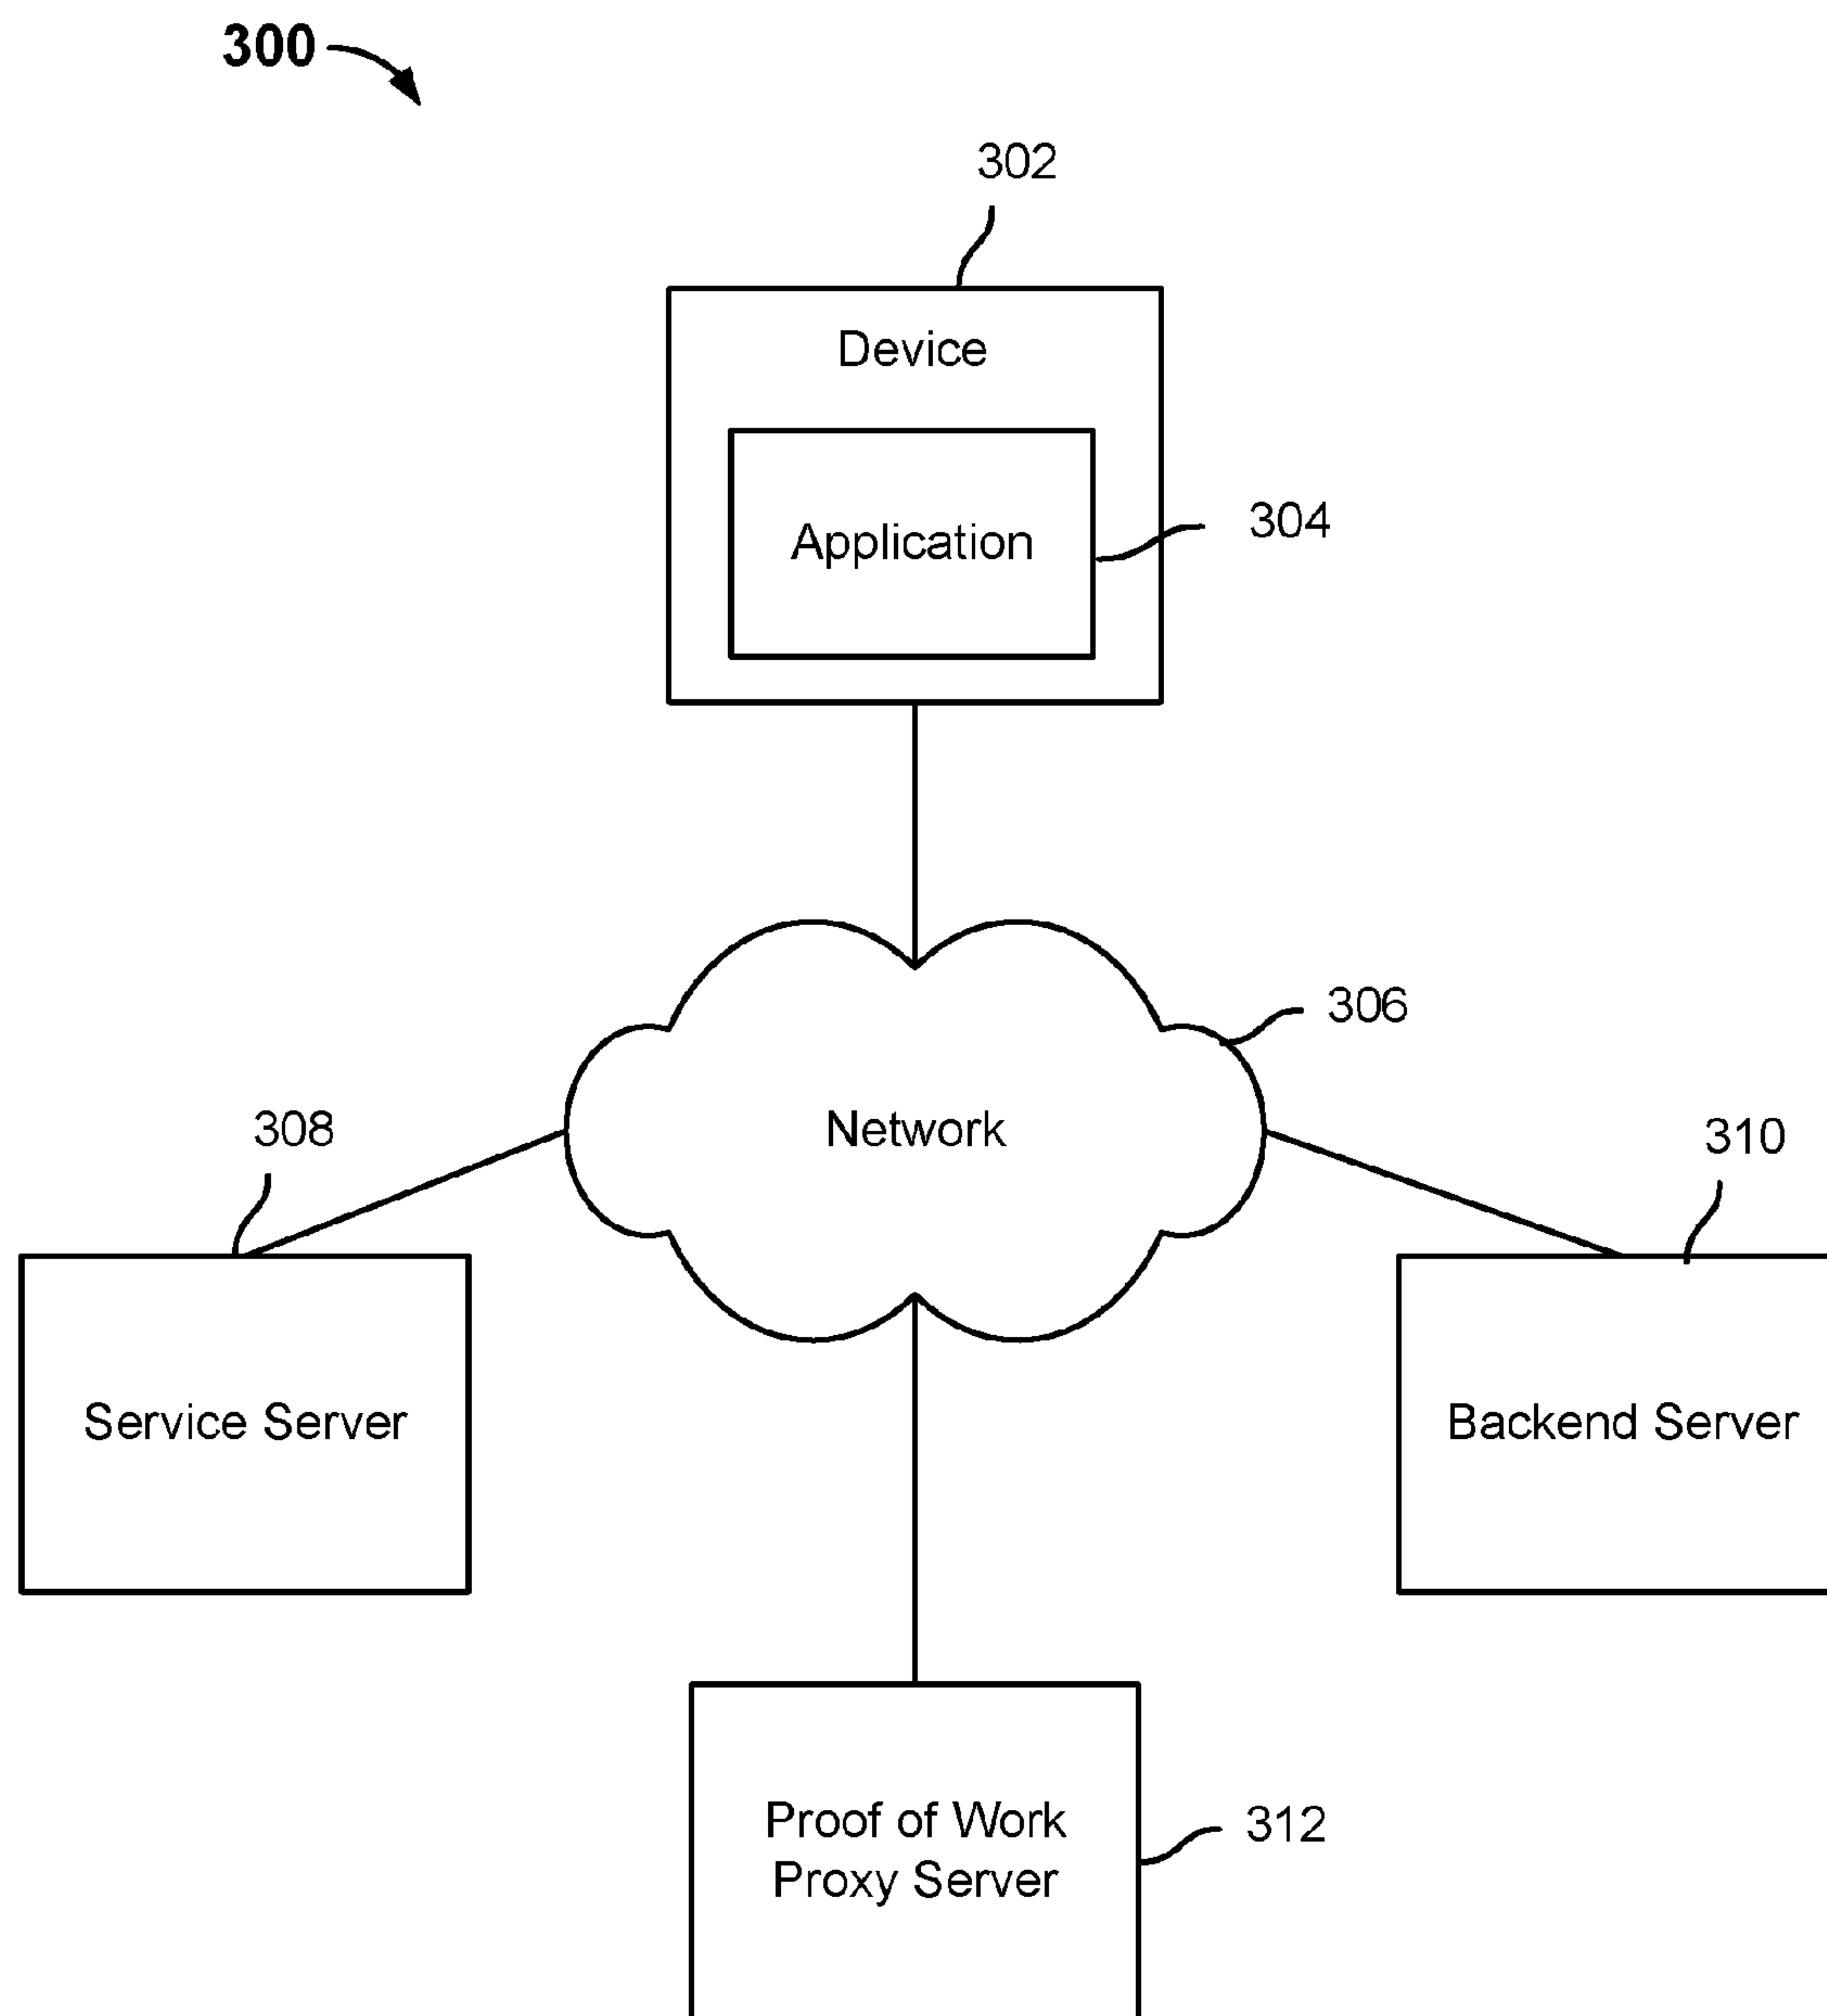 300
302
Device
Application
304
306
Network
308
310
Service Server
Backend Server
Proof of Work
Proxy Server
312